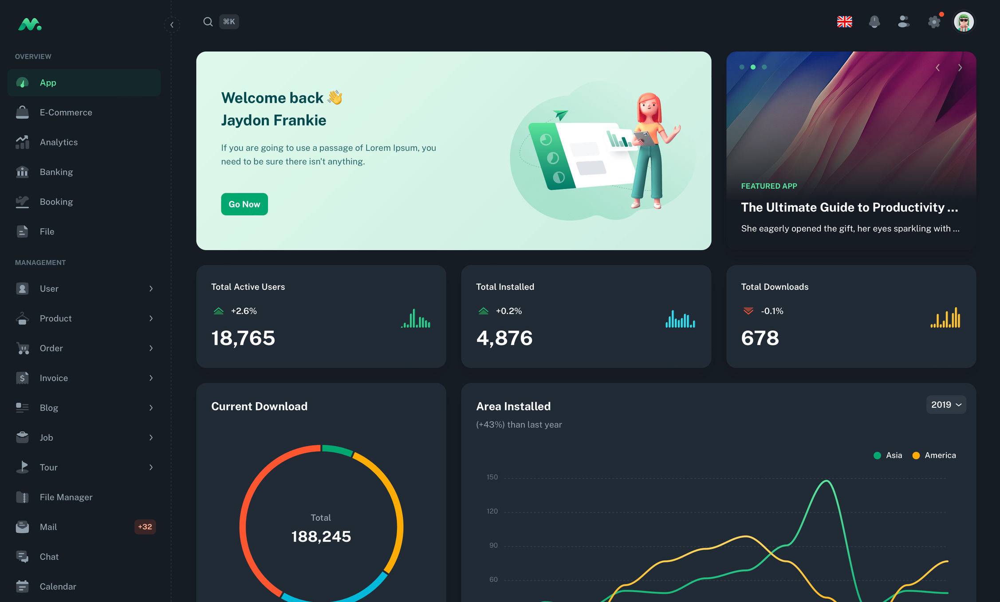 ⌘K
OVERVIEW
App
E-Commerce
Analytics
Banking
Booking
File
MANAGEMENT
User
Product
Order
Invoice
Blog
Job
Tour
File Manager
Mail
+32
Chat
Calendar
Welcome back 👋
Jaydon Frankie
If you are going to use a passage of Lorem Ipsum, you
need to be sure there isn't anything.
Go Now
FEATURED APP
The Ultimate Guide to Productivity ...
She eagerly opened the gift, her eyes sparkling with ...
Total Active Users
+2.6%
18,765
Total Installed
+0.2%
4,876
Total Downloads
-0.1%
678
Current Download
Total
188,245
Area Installed
(+43%) than last year
2019
Asia
America
150
120
90
60